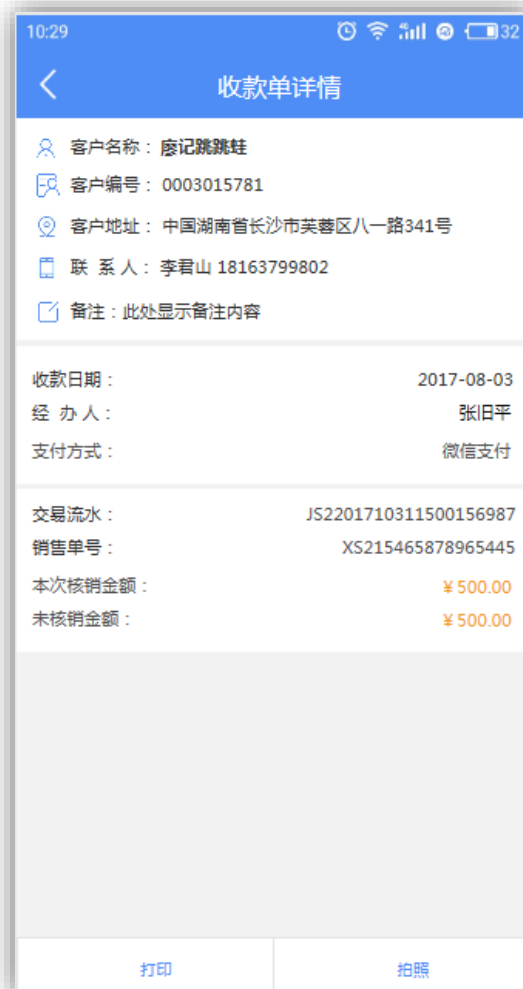 10:29
32
收款单详情
客户名称：廖记跳跳蛙
客户编号：0003015781
客户地址：中国湖南省长沙市芙蓉区八一路341号
联 系 人：李君山 18163799802
备注：此处显示备注内容
收款日期： 2017-08-03
经 办 人： 张旧平
支付方式： 微信支付
交易流水： JS2201710311500156987
销售单号： XS215465878965445
本次核销金额： ￥500.00
未核销金额： ￥500.00
打印 拍照